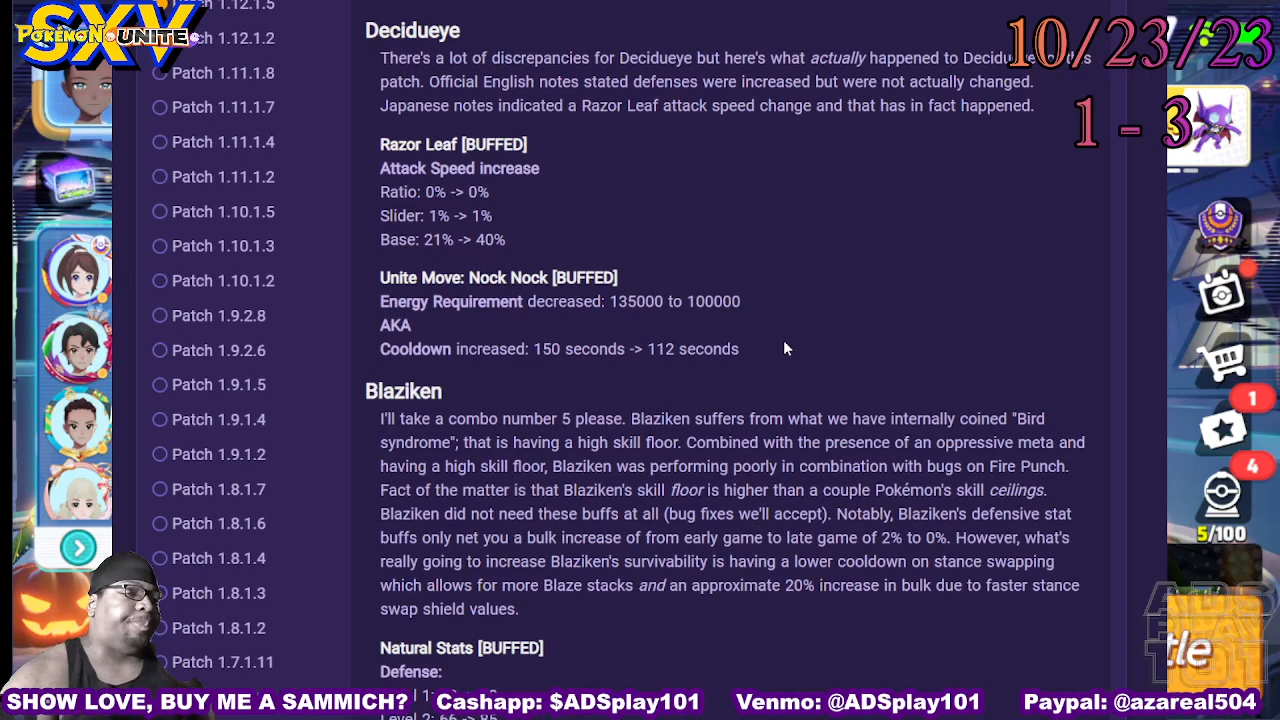 Patch 1.12.1.5
SXV
POKÉMON UNITE
Patch 1.12.1.2
Patch 1.11.1.8
Patch 1.11.1.7
Patch 1.11.1.4
Patch 1.11.1.2
Patch 1.10.1.5
Patch 1.10.1.3
Patch 1.10.1.2
Patch 1.9.2.8
Patch 1.9.2.6
Patch 1.9.1.5
Patch 1.9.1.4
Patch 1.9.1.2
Patch 1.8.1.7
Patch 1.8.1.6
Patch 1.8.1.4
Patch 1.8.1.3
Patch 1.8.1.2
Patch 1.7.1.11
Decidueye
There's a lot of discrepancies for Decidueye but here's what actually happened to Decidu
patch. Official English notes stated defenses were increased but were not actually changed.
Japanese notes indicated a Razor Leaf attack speed change and that has in fact happened.
Razor Leaf [BUFFED]
Attack Speed increase
Ratio: 0% -> 0%
Slider: 1% -> 1%
Base: 21% -> 40%
Unite Move: Nock Nock [BUFFED]
Energy Requirement decreased: 135000 to 100000
AKA
Cooldown increased: 150 seconds -> 112 seconds
Blaziken
I'll take a combo number 5 please. Blaziken suffers from what we have internally coined "Bird
syndrome"; that is having a high skill floor. Combined with the presence of an oppressive meta and
having a high skill floor, Blaziken was performing poorly in combination with bugs on Fire Punch.
Fact of the matter is that Blaziken's skill floor is higher than a couple Pokémon's skill ceilings.
Blaziken did not need these buffs at all (bug fixes we'll accept). Notably, Blaziken's defensive stat
buffs only net you a bulk increase of from early game to late game of 2% to 0%. However, what's
really going to increase Blaziken's survivability is having a lower cooldown on stance swapping
which allows for more Blaze stacks and an approximate 20% increase in bulk due to faster stance
swap shield values.
Natural Stats [BUFFED]
Defense:
10/23/23
1 - 3
1
4
5/100
ADS
PLAY
101
tle
SHOW LOVE, BUY ME A SAMMICH? Cashapp: $ADSplay101 Venmo: @ADSplay101 Paypal: @azareal504